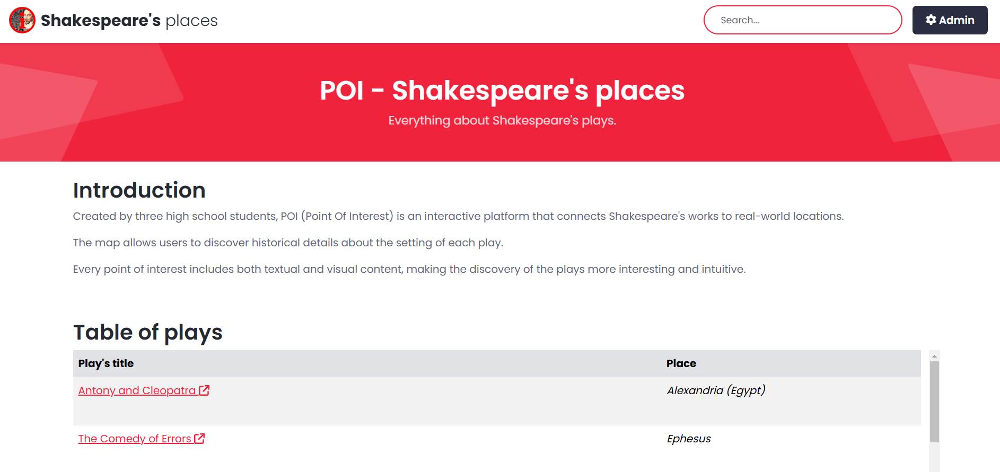 Shakespeare's places
Search...
Admin
POI - Shakespeare's places
Everything about Shakespeare's plays.
Introduction
Created by three high school students, POI (Point Of Interest) is an interactive platform that connects Shakespeare's works to real-world locations.
The map allows users to discover historical details about the setting of each play.
Every point of interest includes both textual and visual content, making the discovery of the plays more interesting and intuitive.
Table of plays
Play's title Place
Antony and Cleopatra Alexandria (Egypt)
The Comedy of Errors Ephesus